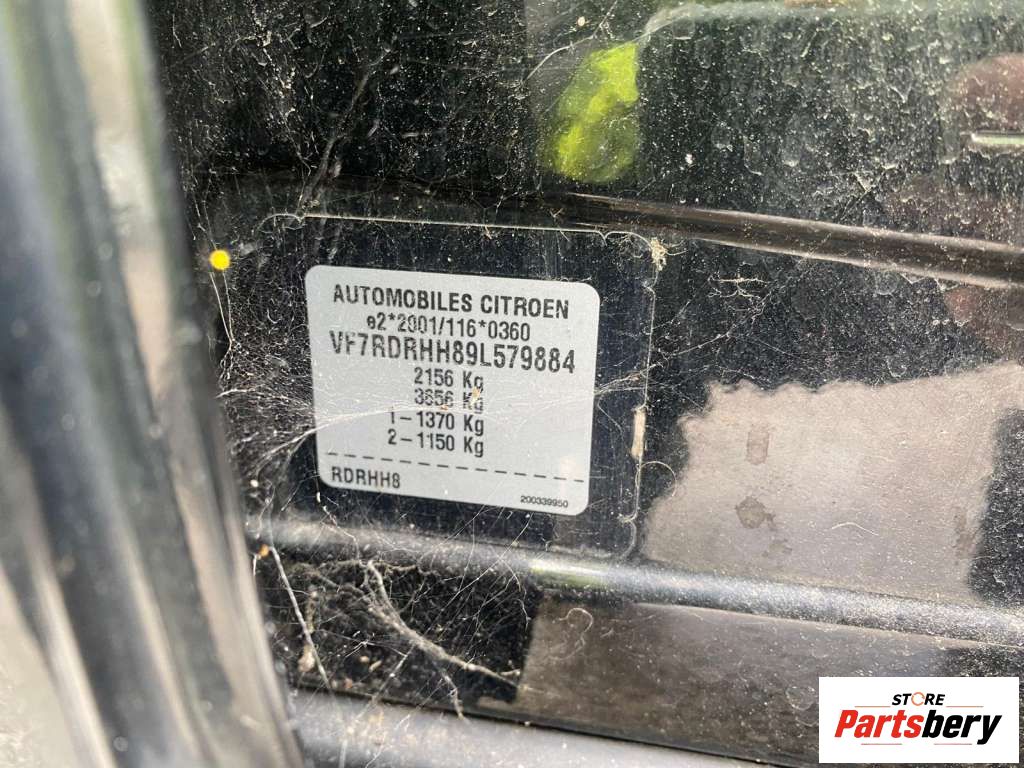 AUTOMOBILES CITROEN
e2*2001/116*0360
VF7RDRHH89L579884
2156 Kg
3656 Kg
1-1370 Kg
2-1150 Kg
RDRHH8
200339950
STORE
Partsbery